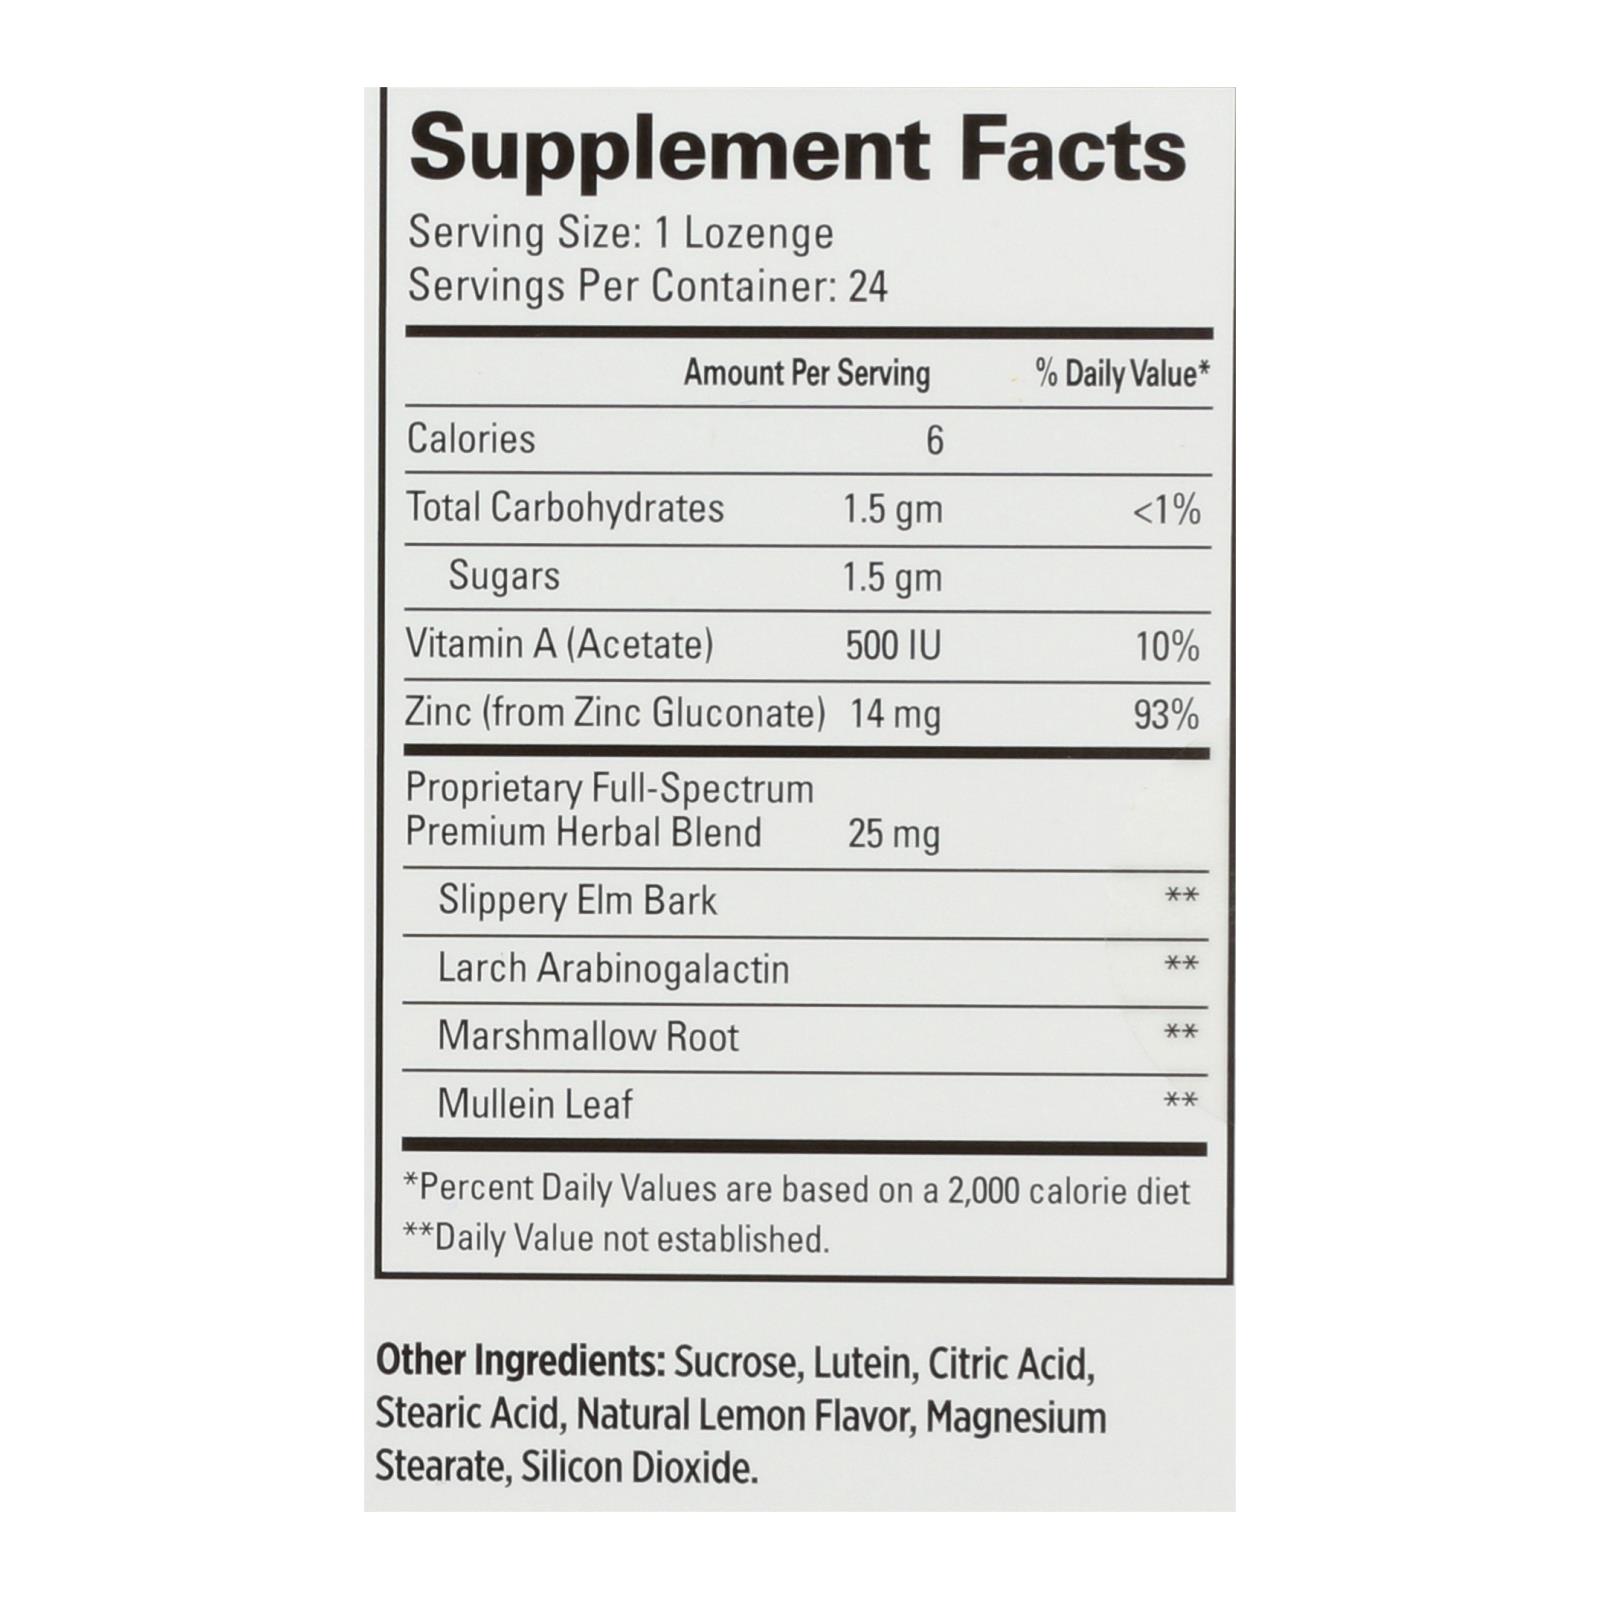 Supplement Facts
Serving Size: 1 Lozenge
Servings Per Container: 24
Amount Per Serving % Daily Value*
Calories 6
Total Carbohydrates 1.5 gm <1%
Sugars 1.5 gm
Vitamin A (Acetate) 500 IU 10%
Zinc (from Zinc Gluconate) 14 mg 93%
Proprietary Full-Spectrum
Premium Herbal Blend 25 mg
Slippery Elm Bark **
Larch Arabinogalactin **
Marshmallow Root **
Mullein Leaf **
*Percent Daily Values are based on a 2,000 calorie diet
**Daily Value not established.
Other Ingredients: Sucrose, Lutein, Citric Acid,
Stearic Acid, Natural Lemon Flavor, Magnesium
Stearate, Silicon Dioxide.